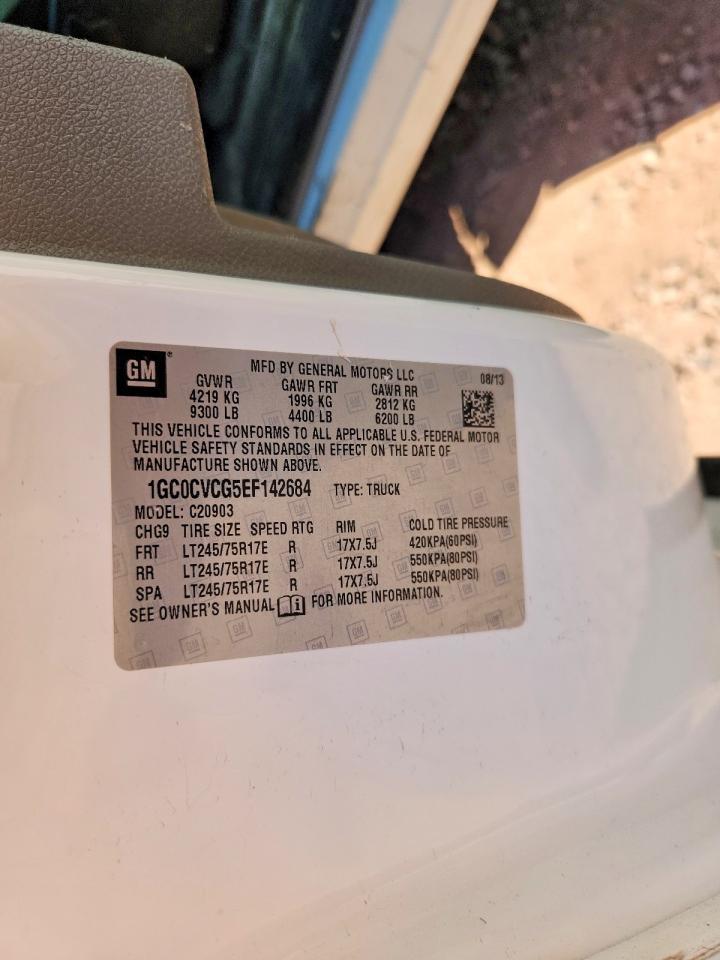 GM
MFD BY GENERAL MOTORS LLC 08/13
GVWR GAWR FRT GAWR RR
4219 KG 1996 KG 2812 KG
9300 LB 4400 LB 6200 LB
THIS VEHICLE CONFORMS TO ALL APPLICABLE U.S. FEDERAL MOTOR
VEHICLE SAFETY STANDARDS IN EFFECT ON THE DATE OF
MANUFACTURE SHOWN ABOVE.
1GC0CVCG5EF142684 TYPE: TRUCK
MODEL: C20903
CHG9 TIRE SIZE SPEED RTG RIM COLD TIRE PRESSURE
FRT LT245/75R17E R 17X7.5J 420KPA(60PSI)
RR LT245/75R17E R 17X7.5J 550KPA(80PSI)
SPA LT245/75R17E R 17X7.5J 550KPA(80PSI)
SEE OWNER'S MANUAL FOR MORE INFORMATION.